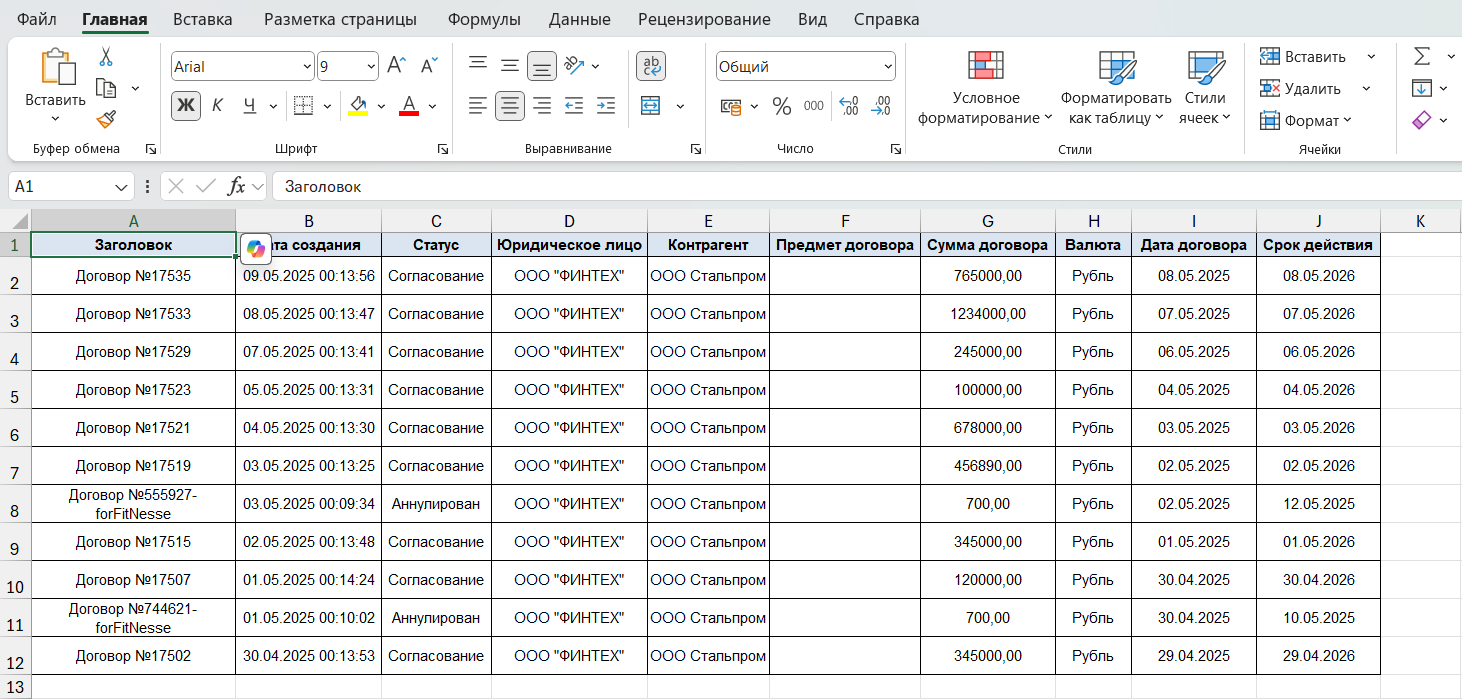 Файл Главная Вставка Разметка страницы Формулы Данные Рецензирование Вид Справка
Вставить
Буфер обмена
Arial 9
Ж К Ч
Шрифт
Выравнивание
Общий
% 000
Число
Условное форматирование
Форматировать как таблицу
Стили ячеек
Стили
Вставить
Удалить
Формат
Ячейки
A1 fx Заголовок
A B C D E F G H I J K
1 Заголовок та создания Статус Юридическое лицо Контрагент Предмет договора Сумма договора Валюта Дата договора Срок действия
2 Договор №17535 09.05.2025 00:13:56 Согласование ООО "ФИНТЕХ" ООО Стальпром 765000,00 Рубль 08.05.2025 08.05.2026
3 Договор №17533 08.05.2025 00:13:47 Согласование ООО "ФИНТЕХ" ООО Стальпром 1234000,00 Рубль 07.05.2025 07.05.2026
4 Договор №17529 07.05.2025 00:13:41 Согласование ООО "ФИНТЕХ" ООО Стальпром 245000,00 Рубль 06.05.2025 06.05.2026
5 Договор №17523 05.05.2025 00:13:31 Согласование ООО "ФИНТЕХ" ООО Стальпром 100000,00 Рубль 04.05.2025 04.05.2026
6 Договор №17521 04.05.2025 00:13:30 Согласование ООО "ФИНТЕХ" ООО Стальпром 678000,00 Рубль 03.05.2025 03.05.2026
7 Договор №17519 03.05.2025 00:13:25 Согласование ООО "ФИНТЕХ" ООО Стальпром 456890,00 Рубль 02.05.2025 02.05.2026
8 Договор №555927-forFitNesse 03.05.2025 00:09:34 Аннулирован ООО "ФИНТЕХ" ООО Стальпром 700,00 Рубль 02.05.2025 12.05.2025
9 Договор №17515 02.05.2025 00:13:48 Согласование ООО "ФИНТЕХ" ООО Стальпром 345000,00 Рубль 01.05.2025 01.05.2026
10 Договор №17507 01.05.2025 00:14:24 Согласование ООО "ФИНТЕХ" ООО Стальпром 120000,00 Рубль 30.04.2025 30.04.2026
11 Договор №744621-forFitNesse 01.05.2025 00:10:02 Аннулирован ООО "ФИНТЕХ" ООО Стальпром 700,00 Рубль 30.04.2025 10.05.2025
12 Договор №17502 30.04.2025 00:13:53 Согласование ООО "ФИНТЕХ" ООО Стальпром 345000,00 Рубль 29.04.2025 29.04.2026
13